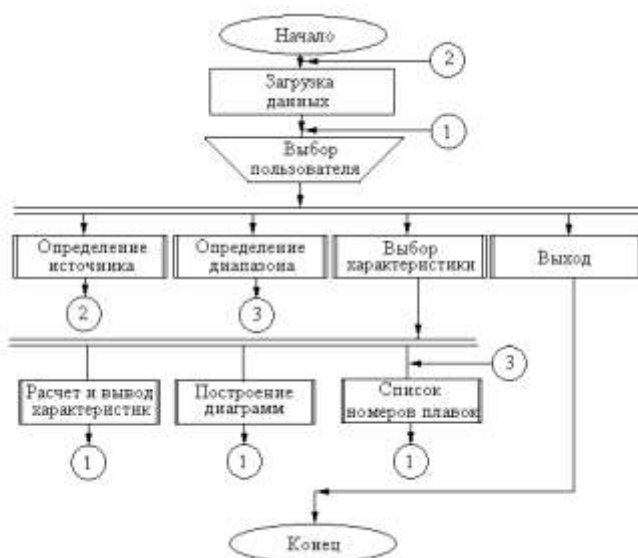 Начало
2
Загрузка
данных
1
Выбор
пользователя
Определение
источника
Определение
диапазона
Выбор
характеристики
Выход
2
3
3
Расчет и вывод
характеристик
Построение
диаграмм
Список
номеров плавок
1
1
1
Конец